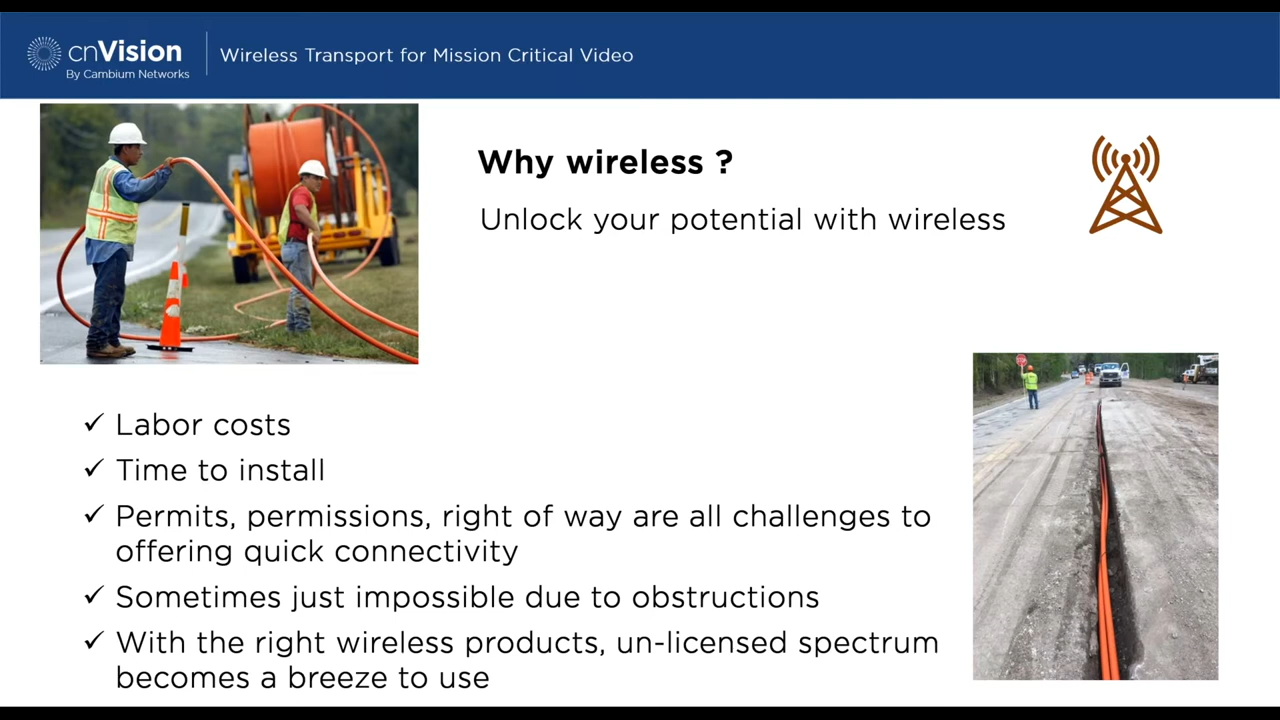 cnVision
By Cambium Networks
Wireless Transport for Mission Critical Video
Why wireless ?
Unlock your potential with wireless
✓ Labor costs
✓ Time to install
✓ Permits, permissions, right of way are all challenges to
offering quick connectivity
✓ Sometimes just impossible due to obstructions
✓ With the right wireless products, un-licensed spectrum
becomes a breeze to use